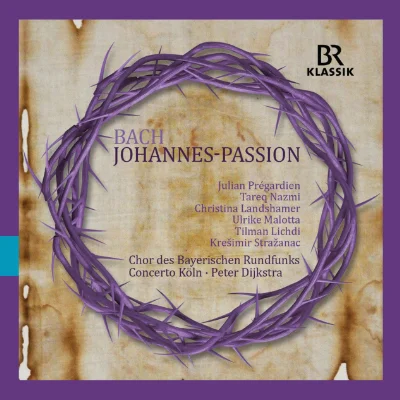 BR
KLASSIK
BACH
JOHANNES-PASSION
Julian Prégardien
Tareq Nazmi
Christina Landshamer
Ulrike Malotta
Tilman Lichdi
Krešimir Stražanac
Chor des Bayerischen Rundfunks
Concerto Köln · Peter Dijkstra